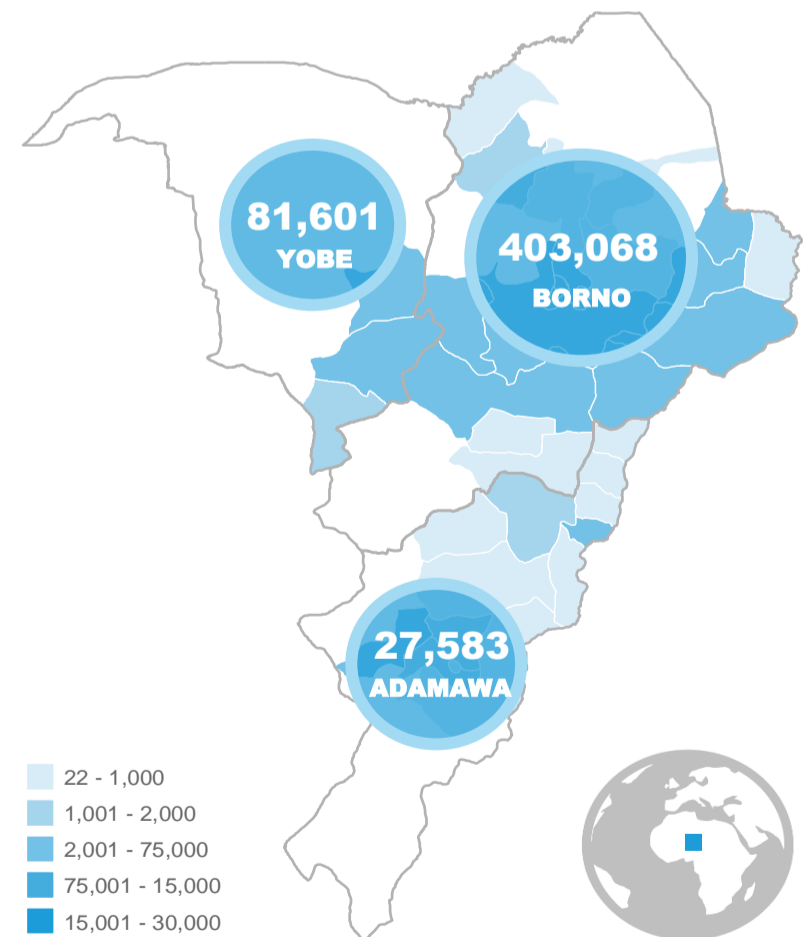 81,601
YOBE
403,068
BORNO
27,583
ADAMAWA
22 - 1,000
1,001 - 2,000
2,001 - 75,000
75,001 - 15,000
15,001 - 30,000